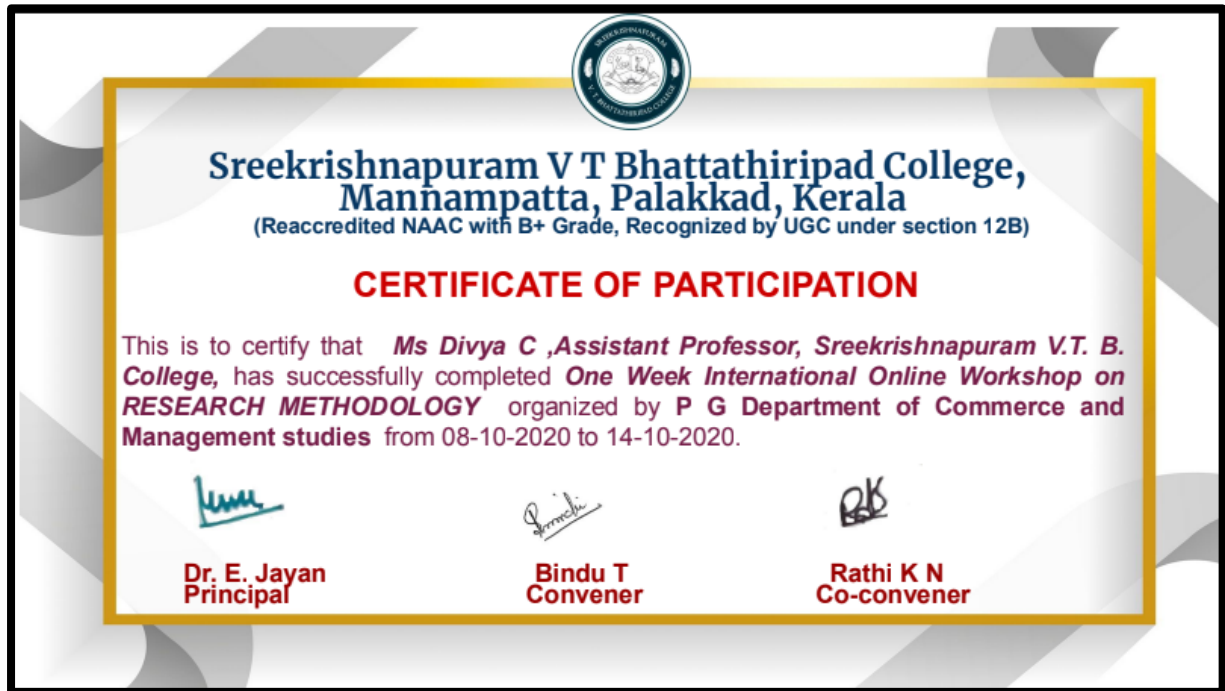 SREEKRISHNAPURAM
V. T. BHATTATHIRIPAD COLLEGE
Sreekrishnapuram V T Bhattathiripad College,
Mannampatta, Palakkad, Kerala
(Reaccredited NAAC with B+ Grade, Recognized by UGC under section 12B)
CERTIFICATE OF PARTICIPATION
This is to certify that Ms Divya C ,Assistant Professor, Sreekrishnapuram V.T. B.
College, has successfully completed One Week International Online Workshop on
RESEARCH METHODOLOGY organized by P G Department of Commerce and
Management studies from 08-10-2020 to 14-10-2020.
Dr. E. Jayan
Principal
Bindu T
Convener
Rathi K N
Co-convener